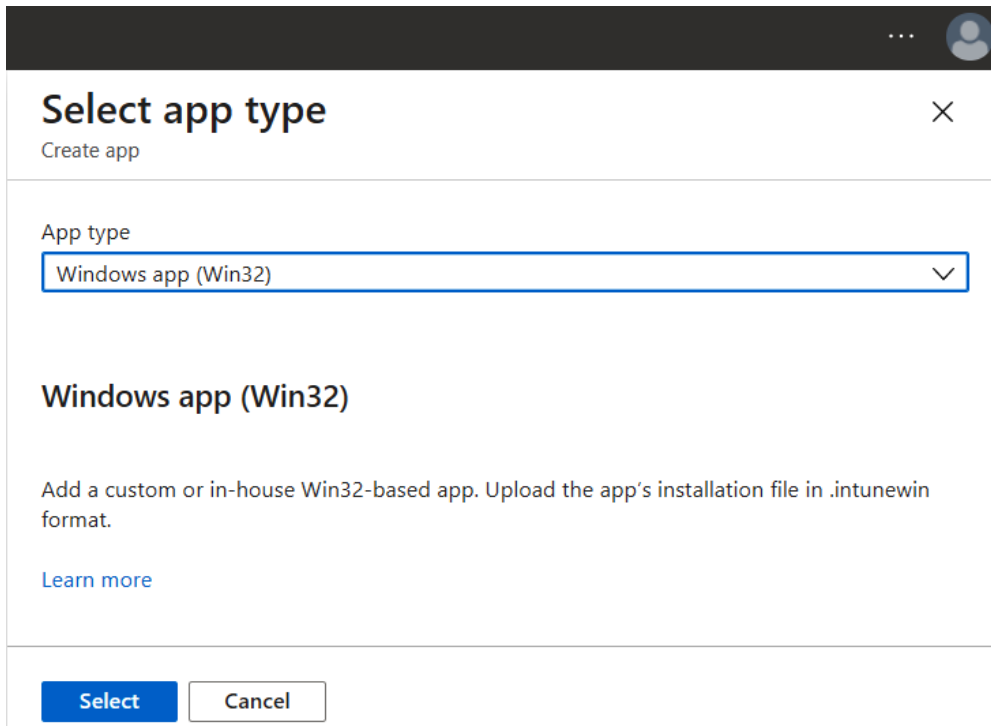 ...
Select app type
Create app
App type
Windows app (Win32)
Windows app (Win32)
Add a custom or in-house Win32-based app. Upload the app’s installation file in .intunewin
format.
Learn more
Select
Cancel